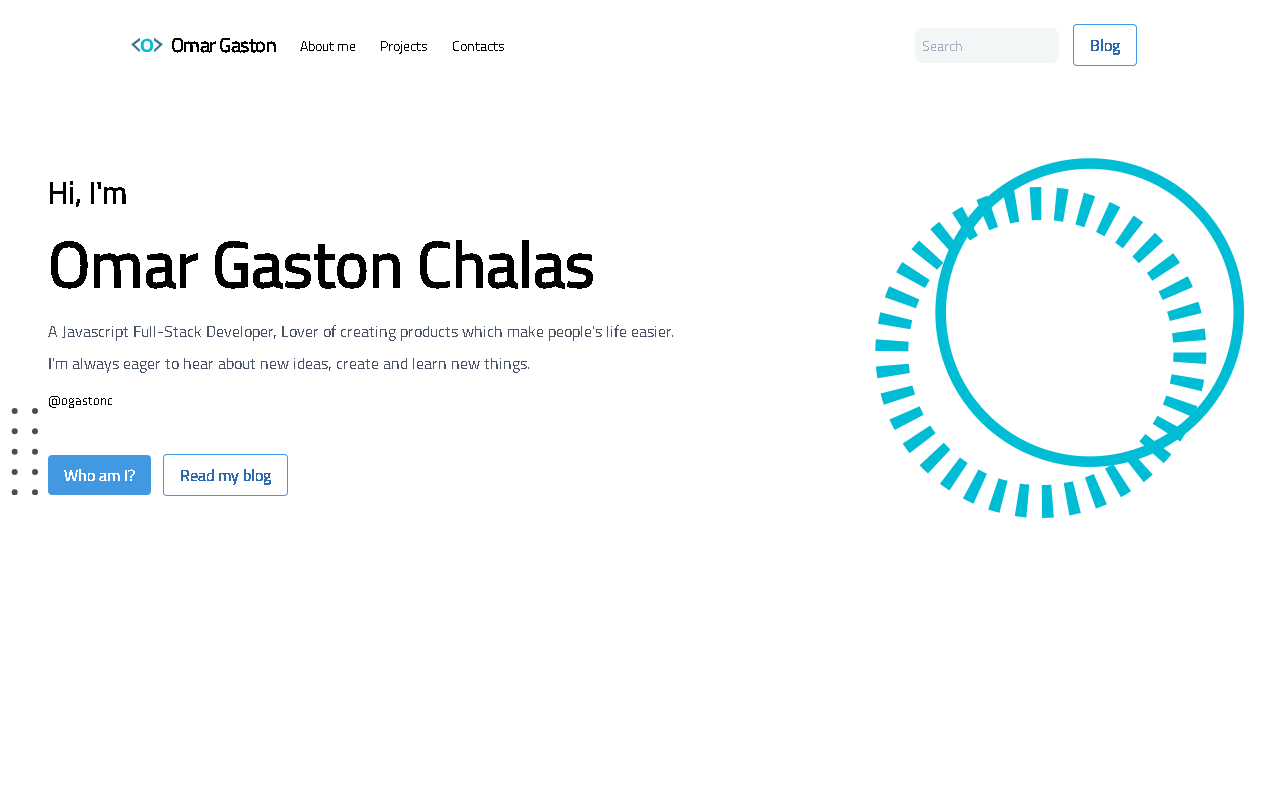 <O> Omar Gaston About me Projects Contacts Search Blog
Hi, I'm
Omar Gaston Chalas
A Javascript Full-Stack Developer, Lover of creating products which make people's life easier.
I'm always eager to hear about new ideas, create and learn new things.
@ogastonc
Who am I? Read my blog